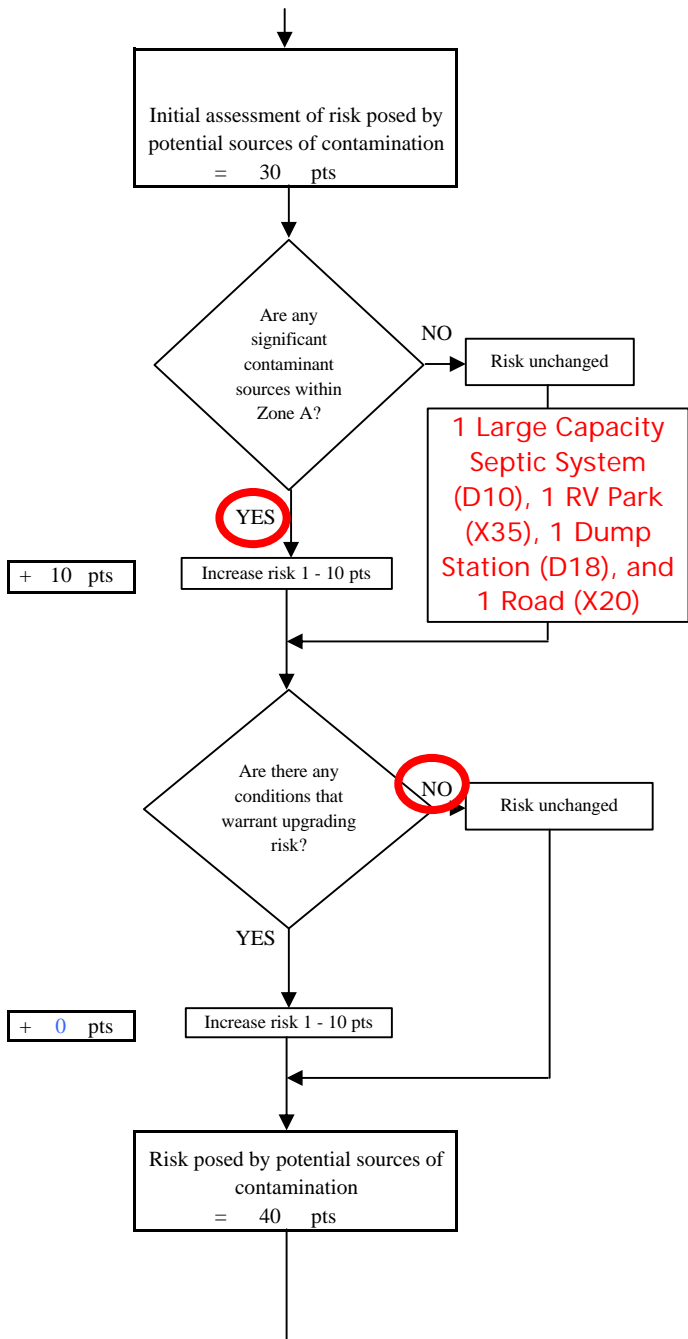 Initial assessment of risk posed by
potential sources of contamination
= 30 pts
Are any
significant
contaminant
sources within
Zone A?
NO
Risk unchanged
1 Large Capacity
Septic System
(D10), 1 RV Park
(X35), 1 Dump
Station (D18), and
1 Road (X20)
YES
+ 10 pts
Increase risk 1 - 10 pts
Are there any
conditions that
warrant upgrading
risk?
NO
Risk unchanged
YES
+ 0 pts
Increase risk 1 - 10 pts
Risk posed by potential sources of
contamination
= 40 pts